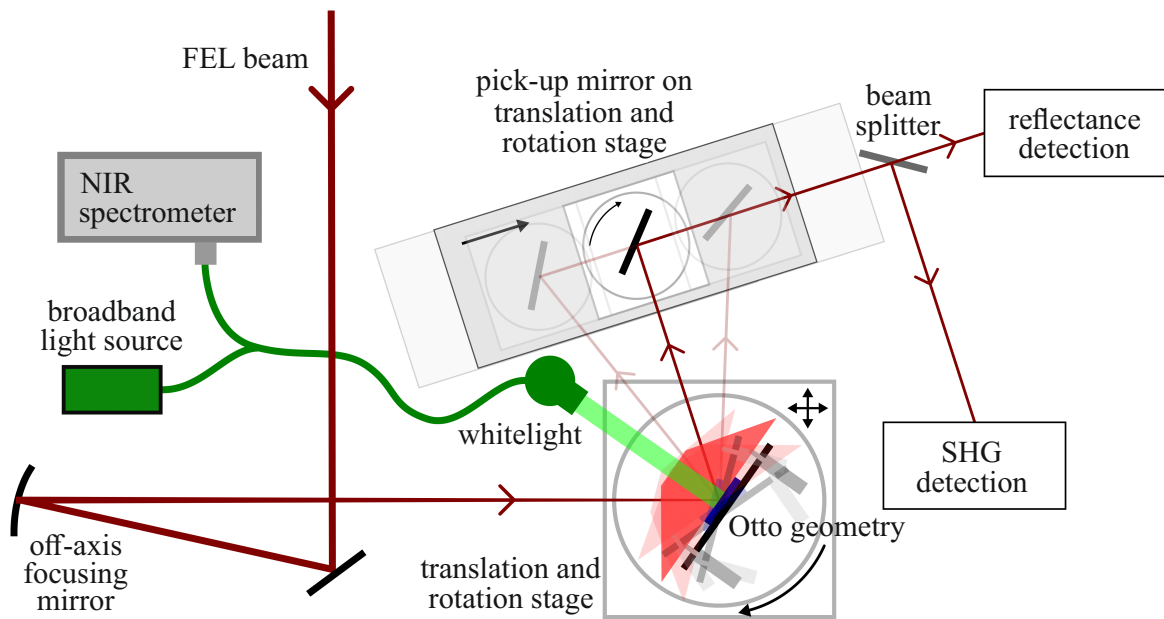 FEL beam
pick-up mirror on
translation and
rotation stage
beam
splitter
reflectance
detection
NIR
spectrometer
broadband
light source
whitelight
SHG
detection
Otto geometry
off-axis
focusing
mirror
translation and
rotation stage